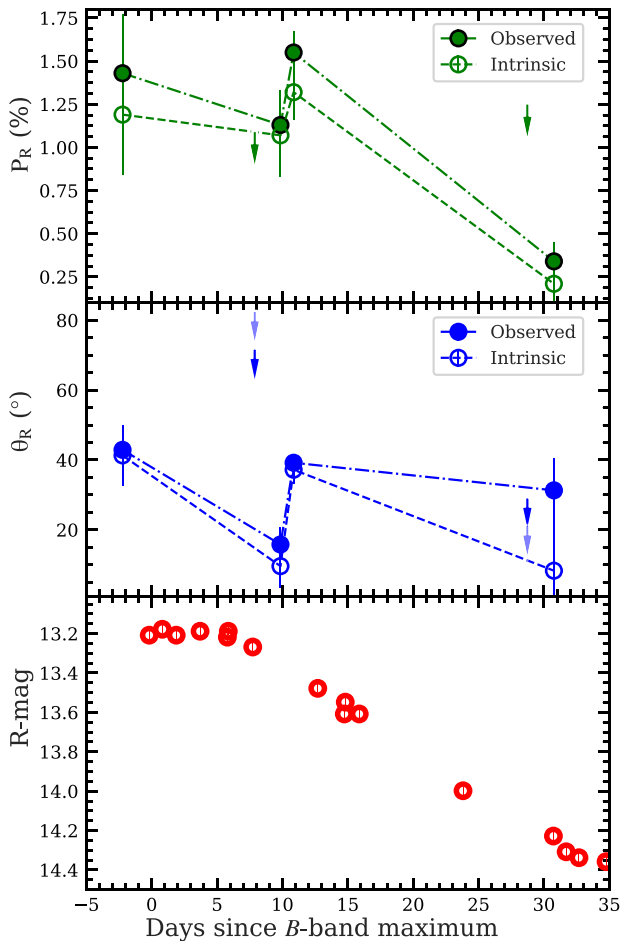 1.75
1.50
1.25
1.00
0.75
0.50
0.25
P_R (%)
Observed
Intrinsic
80
60
40
20
θ_R (°)
Observed
Intrinsic
13.2
13.4
13.6
13.8
14.0
14.2
14.4
R-mag
−5 0 5 10 15 20 25 30 35
Days since B-band maximum